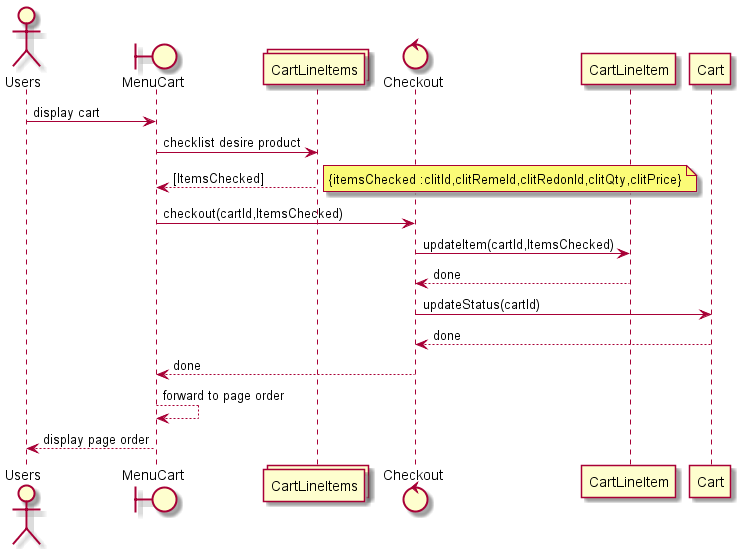 Users
MenuCart
CartLineItems
Checkout
CartLineItem
Cart
display cart
checklist desire product
[ItemsChecked]
{itemsChecked :clitId,clitRemeId,clitRedonId,clitQty,clitPrice}
checkout(cartId,ItemsChecked)
updateItem(cartId,ItemsChecked)
done
updateStatus(cartId)
done
done
forward to page order
display page order
Users
MenuCart
CartLineItems
Checkout
CartLineItem
Cart